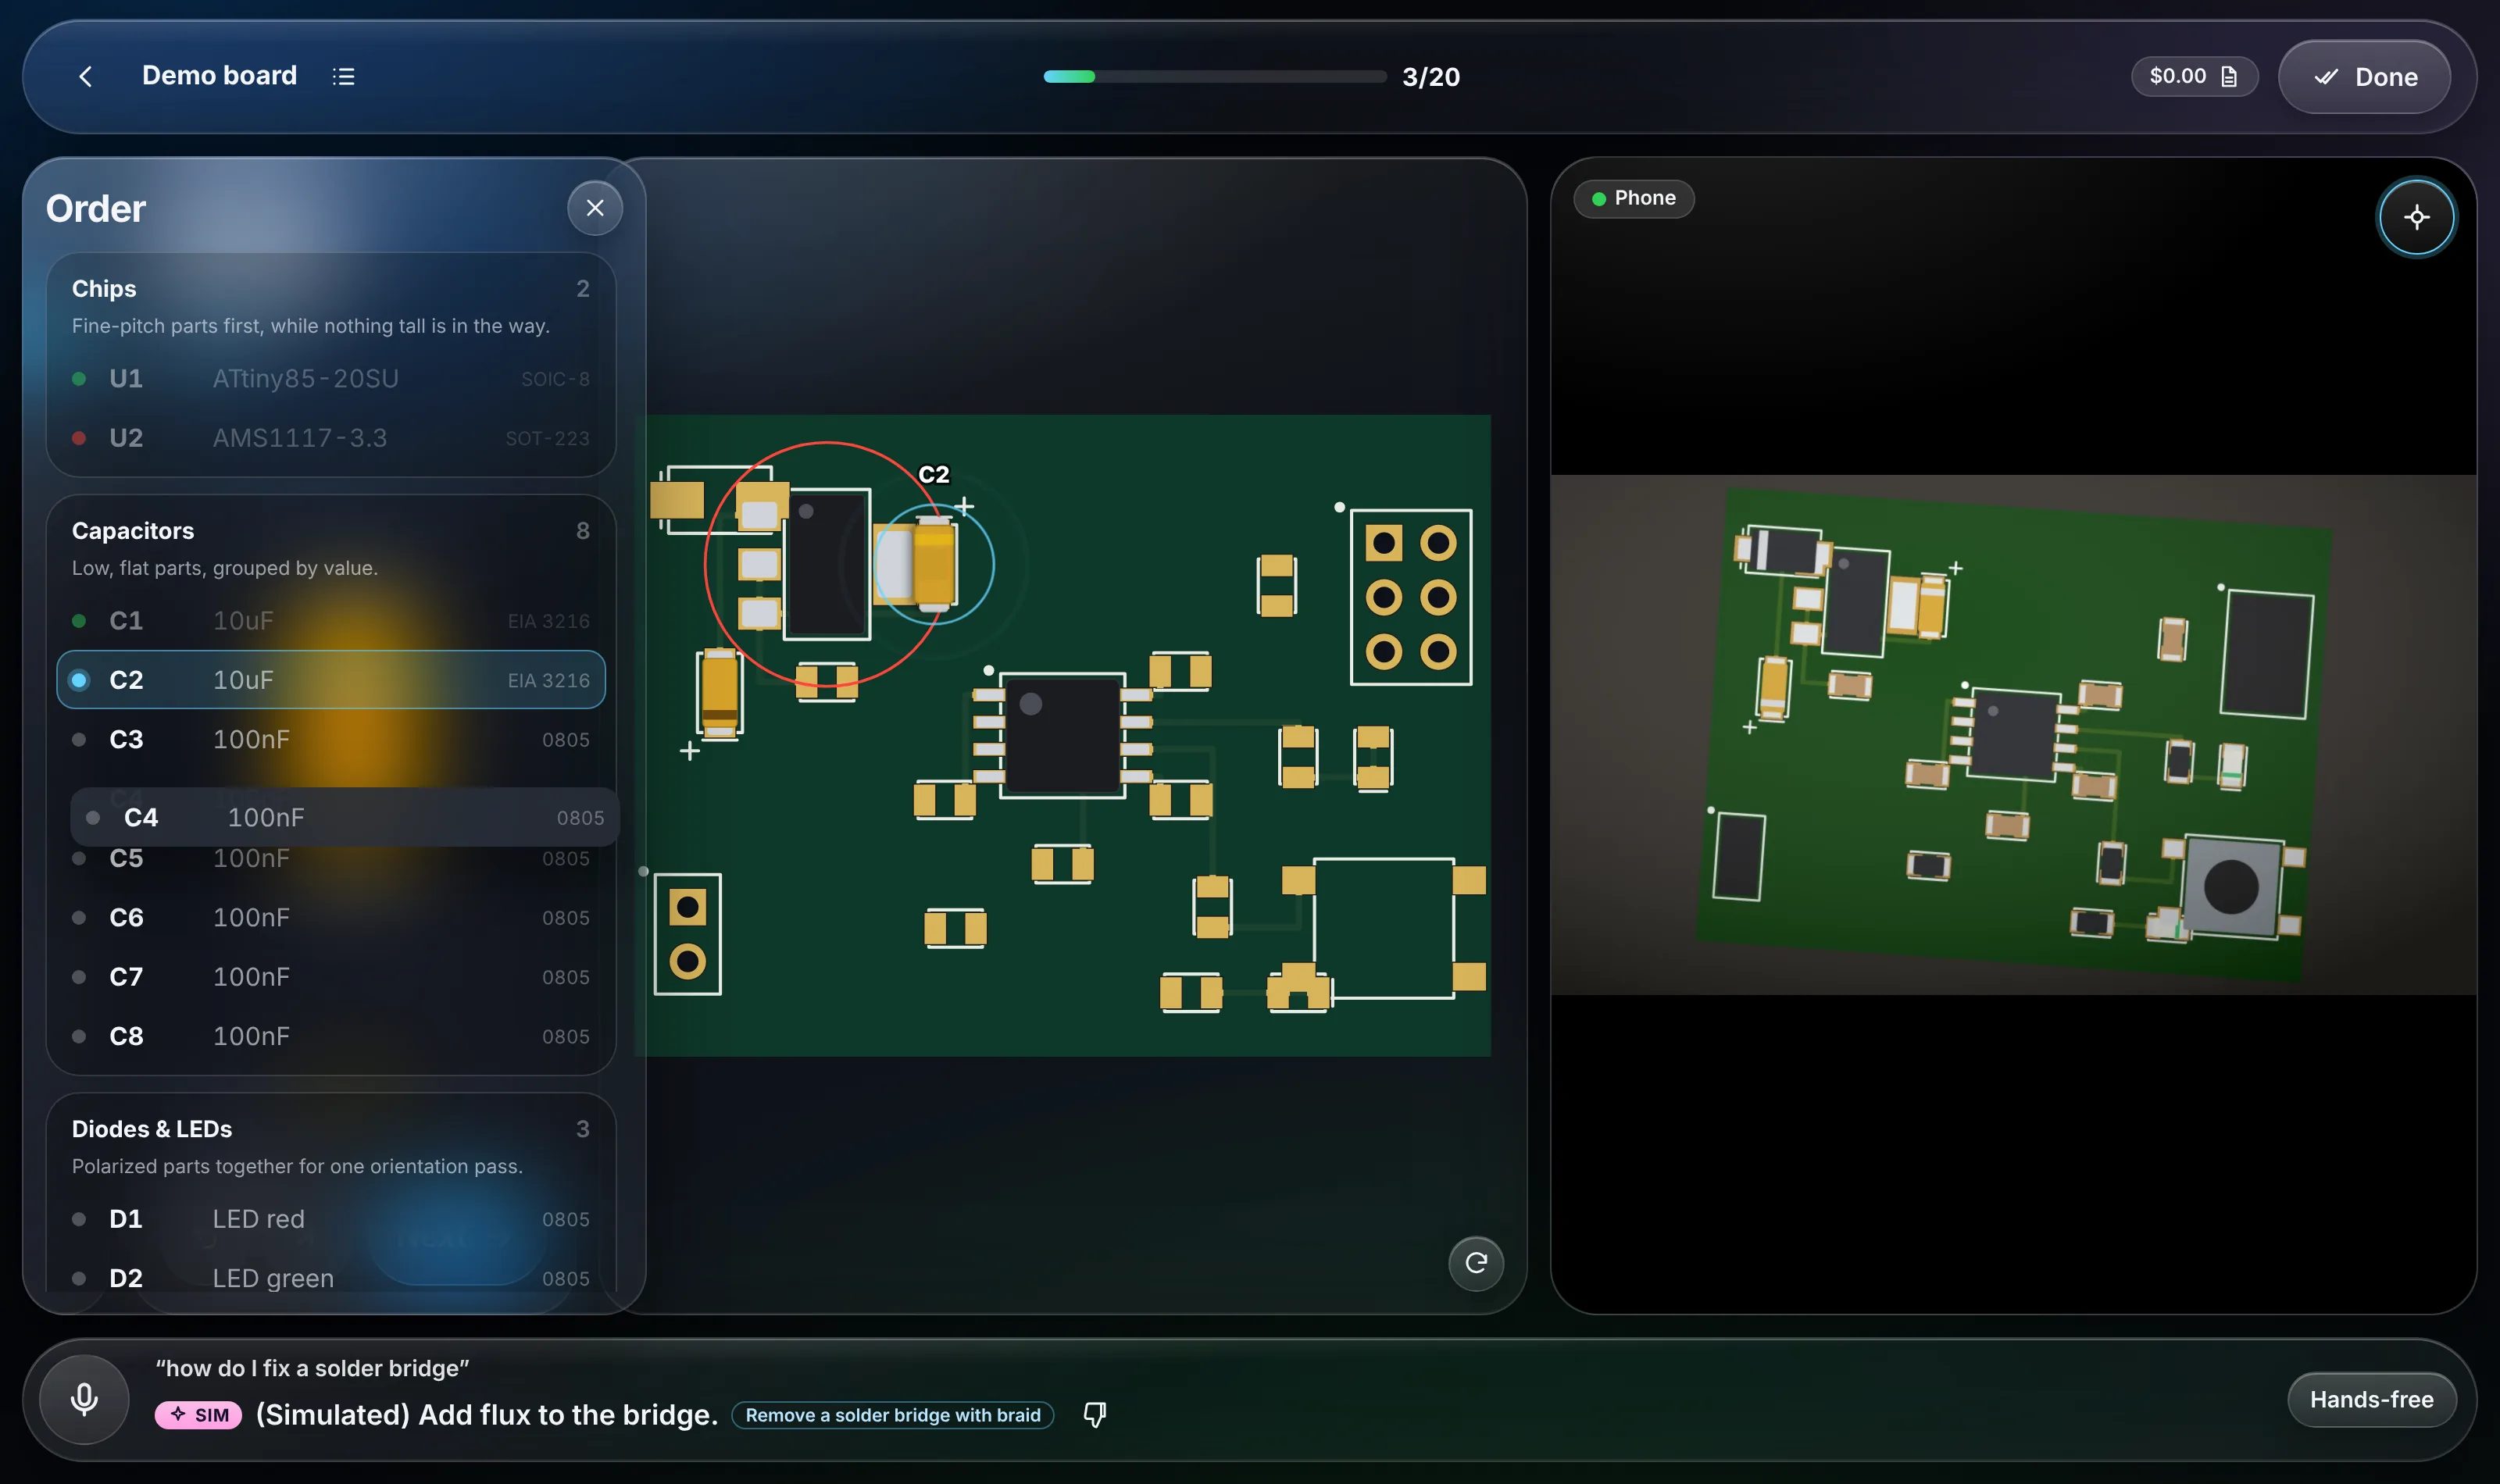 Demo board
3/20
$0.00
Done
Order
Chips 2
Fine-pitch parts first, while nothing tall is in the way.
U1 ATtiny85-20SU SOIC-8
U2 AMS1117-3.3 SOT-223
Capacitors 8
Low, flat parts, grouped by value.
C1 10uF EIA 3216
C2 10uF EIA 3216
C3 100nF 0805
C4 100nF 0805
C5 100nF 0805
C6 100nF 0805
C7 100nF 0805
C8 100nF 0805
Diodes & LEDs 3
Polarized parts together for one orientation pass.
D1 LED red 0805
D2 LED green 0805
C2
+
+
Phone
+
+
“how do I fix a solder bridge”
SIM (Simulated) Add flux to the bridge. Remove a solder bridge with braid
Hands-free